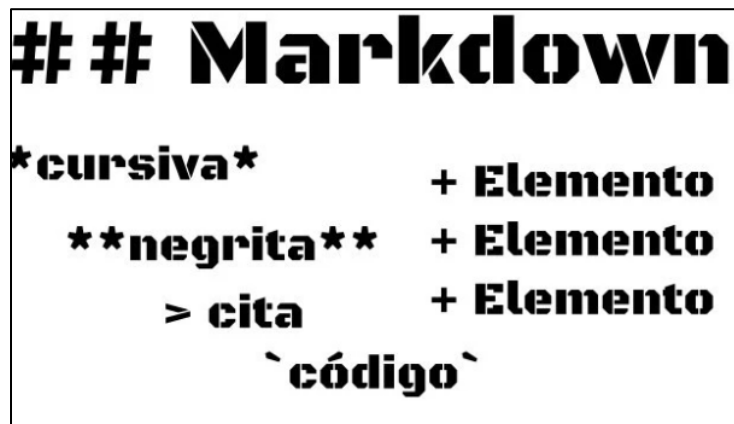 ## Markdown
*cursiva*
**negrita**
> cita
`código`
+ Elemento
+ Elemento
+ Elemento